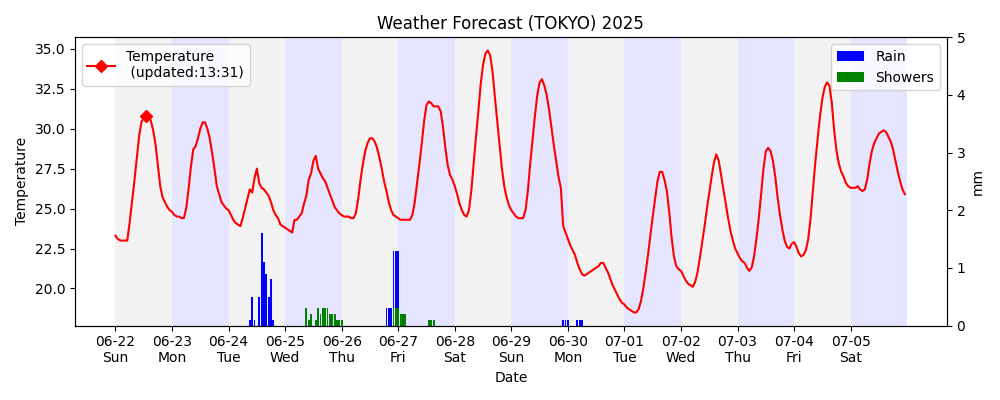 Weather Forecast (TOKYO) 2025
Temperature
(updated:13:31)
Rain
Showers
35.0
32.5
30.0
27.5
25.0
22.5
20.0
Temperature
5
4
3
2
1
0
mm
06-22 06-23 06-24 06-25 06-26 06-27 06-28 06-29 06-30 07-01 07-02 07-03 07-04 07-05
Sun Mon Tue Wed Thu Fri Sat Sun Mon Tue Wed Thu Fri Sat
Date